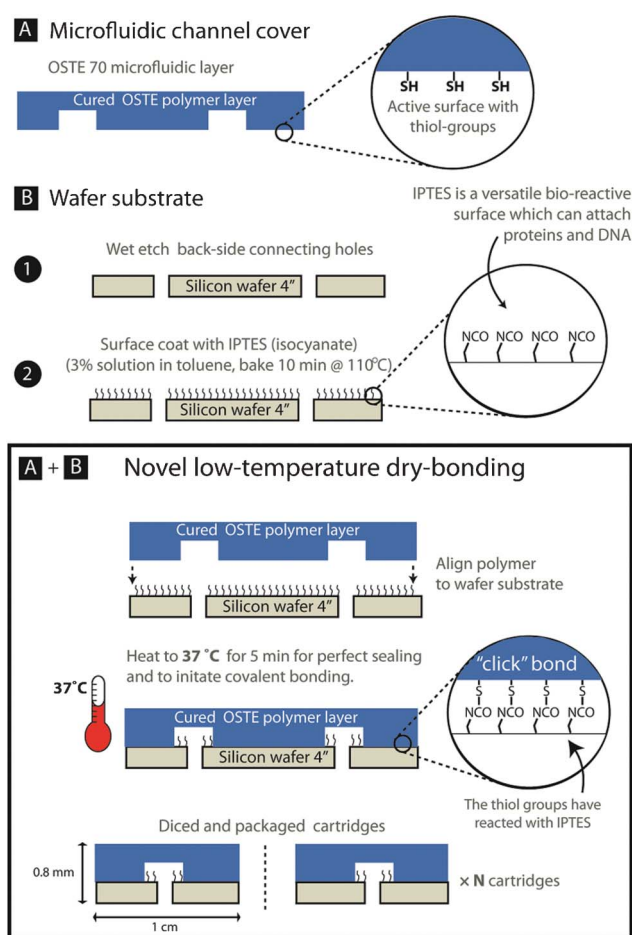 A Microfluidic channel cover
OSTE 70 microfluidic layer
Cured OSTE polymer layer
SH SH SH
Active surface with
thiol-groups
B Wafer substrate
IPTES is a versatile bio-reactive
surface which can attach
proteins and DNA
1
Wet etch back-side connecting holes
Silicon wafer 4"
NCO NCO NCO NCO
2
Surface coat with IPTES (isocyanate)
(3% solution in toluene, bake 10 min @ 110°C)
Silicon wafer 4"
A + B Novel low-temperature dry-bonding
Cured OSTE polymer layer
Silicon wafer 4"
Align polymer
to wafer substrate
Heat to 37 °C for 5 min for perfect sealing
and to initate covalent bonding.
37°C
Cured OSTE polymer layer
Silicon wafer 4"
"click" bond
S S S S
NCO NCO NCO NCO
The thiol groups have
reacted with IPTES
Diced and packaged cartridges
0.8 mm
1 cm
× N cartridges